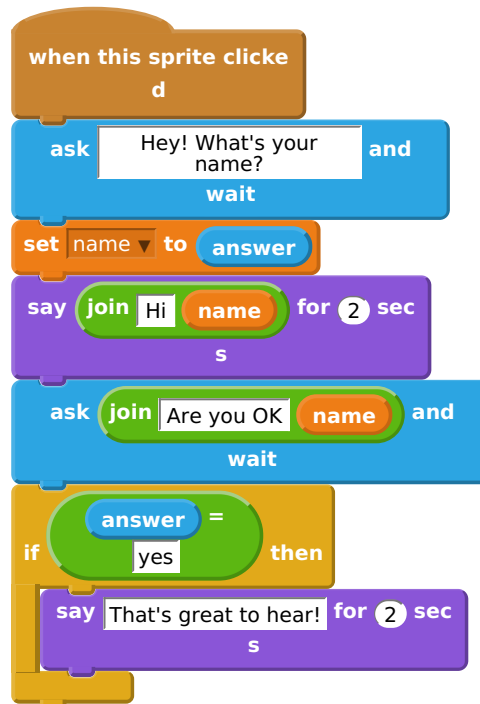 when this sprite clicke
d
ask Hey! What's your name? and
wait
set name ▼ to answer
say join Hi name for 2 sec
s
ask join Are you OK name and
wait
answer =
if yes then
say That's great to hear! for 2 sec
s